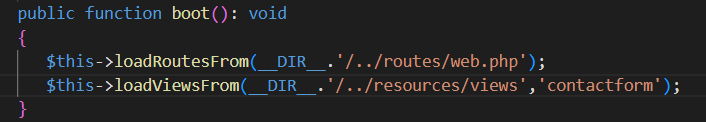 public function boot(): void
{
$this->loadRoutesFrom(__DIR__.'/../routes/web.php');
$this->loadViewsFrom(__DIR__.'/../resources/views','contactform');
}